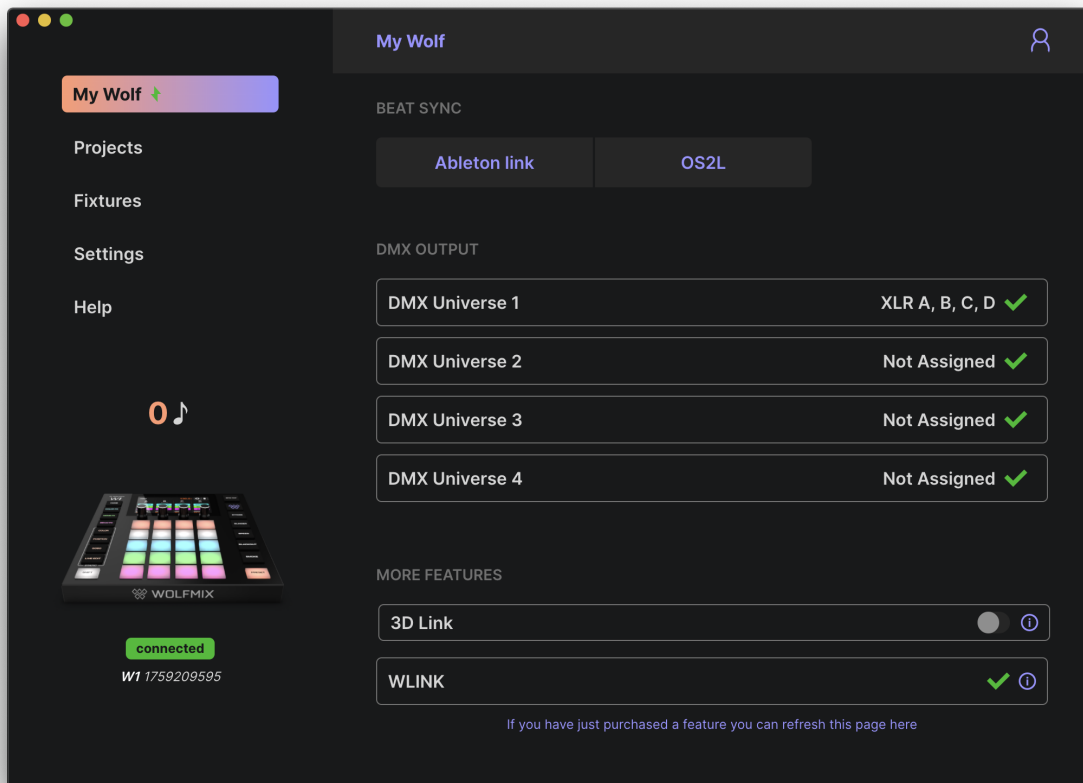 My Wolf
My Wolf
Projects
Fixtures
Settings
Help
0♪
WOLFMIX
connected
W1 1759209595
BEAT SYNC
Ableton link
OS2L
DMX OUTPUT
DMX Universe 1 XLR A, B, C, D
DMX Universe 2 Not Assigned
DMX Universe 3 Not Assigned
DMX Universe 4 Not Assigned
MORE FEATURES
3D Link
WLINK
If you have just purchased a feature you can refresh this page here